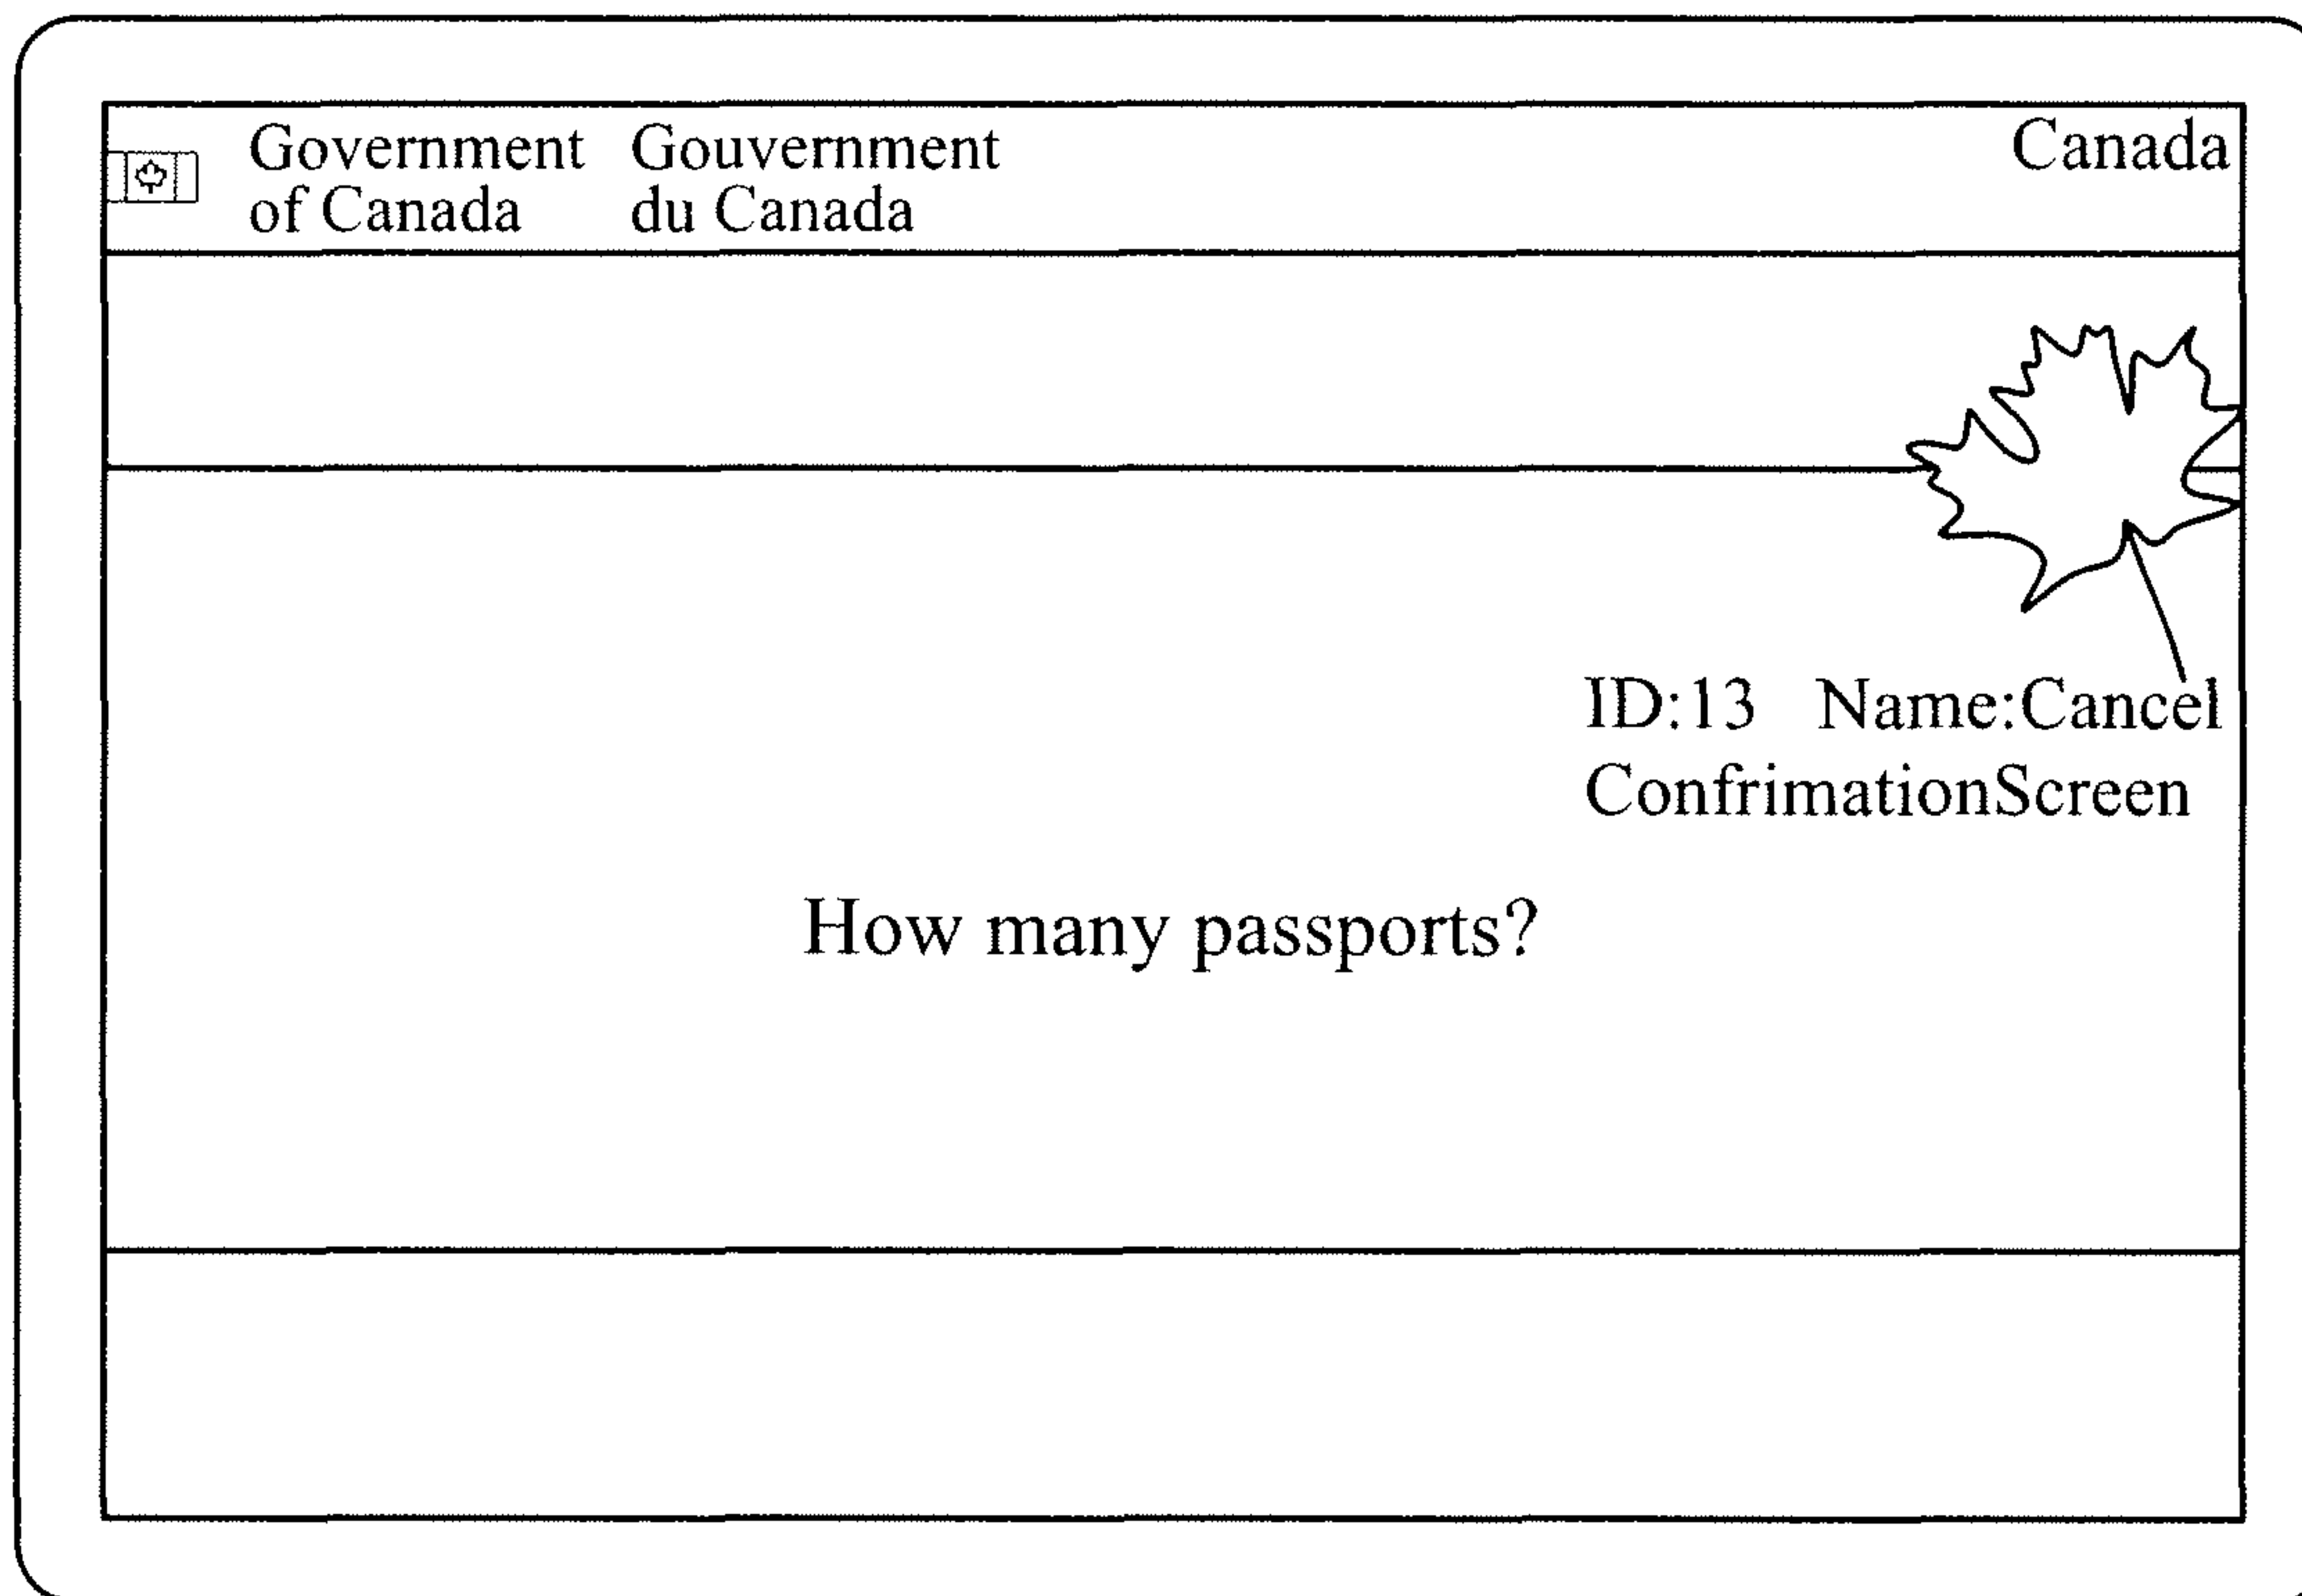 Government Gouvernment Canada
of Canada du Canada
ID:13 Name:Cancel
ConfrimationScreen
How many passports?